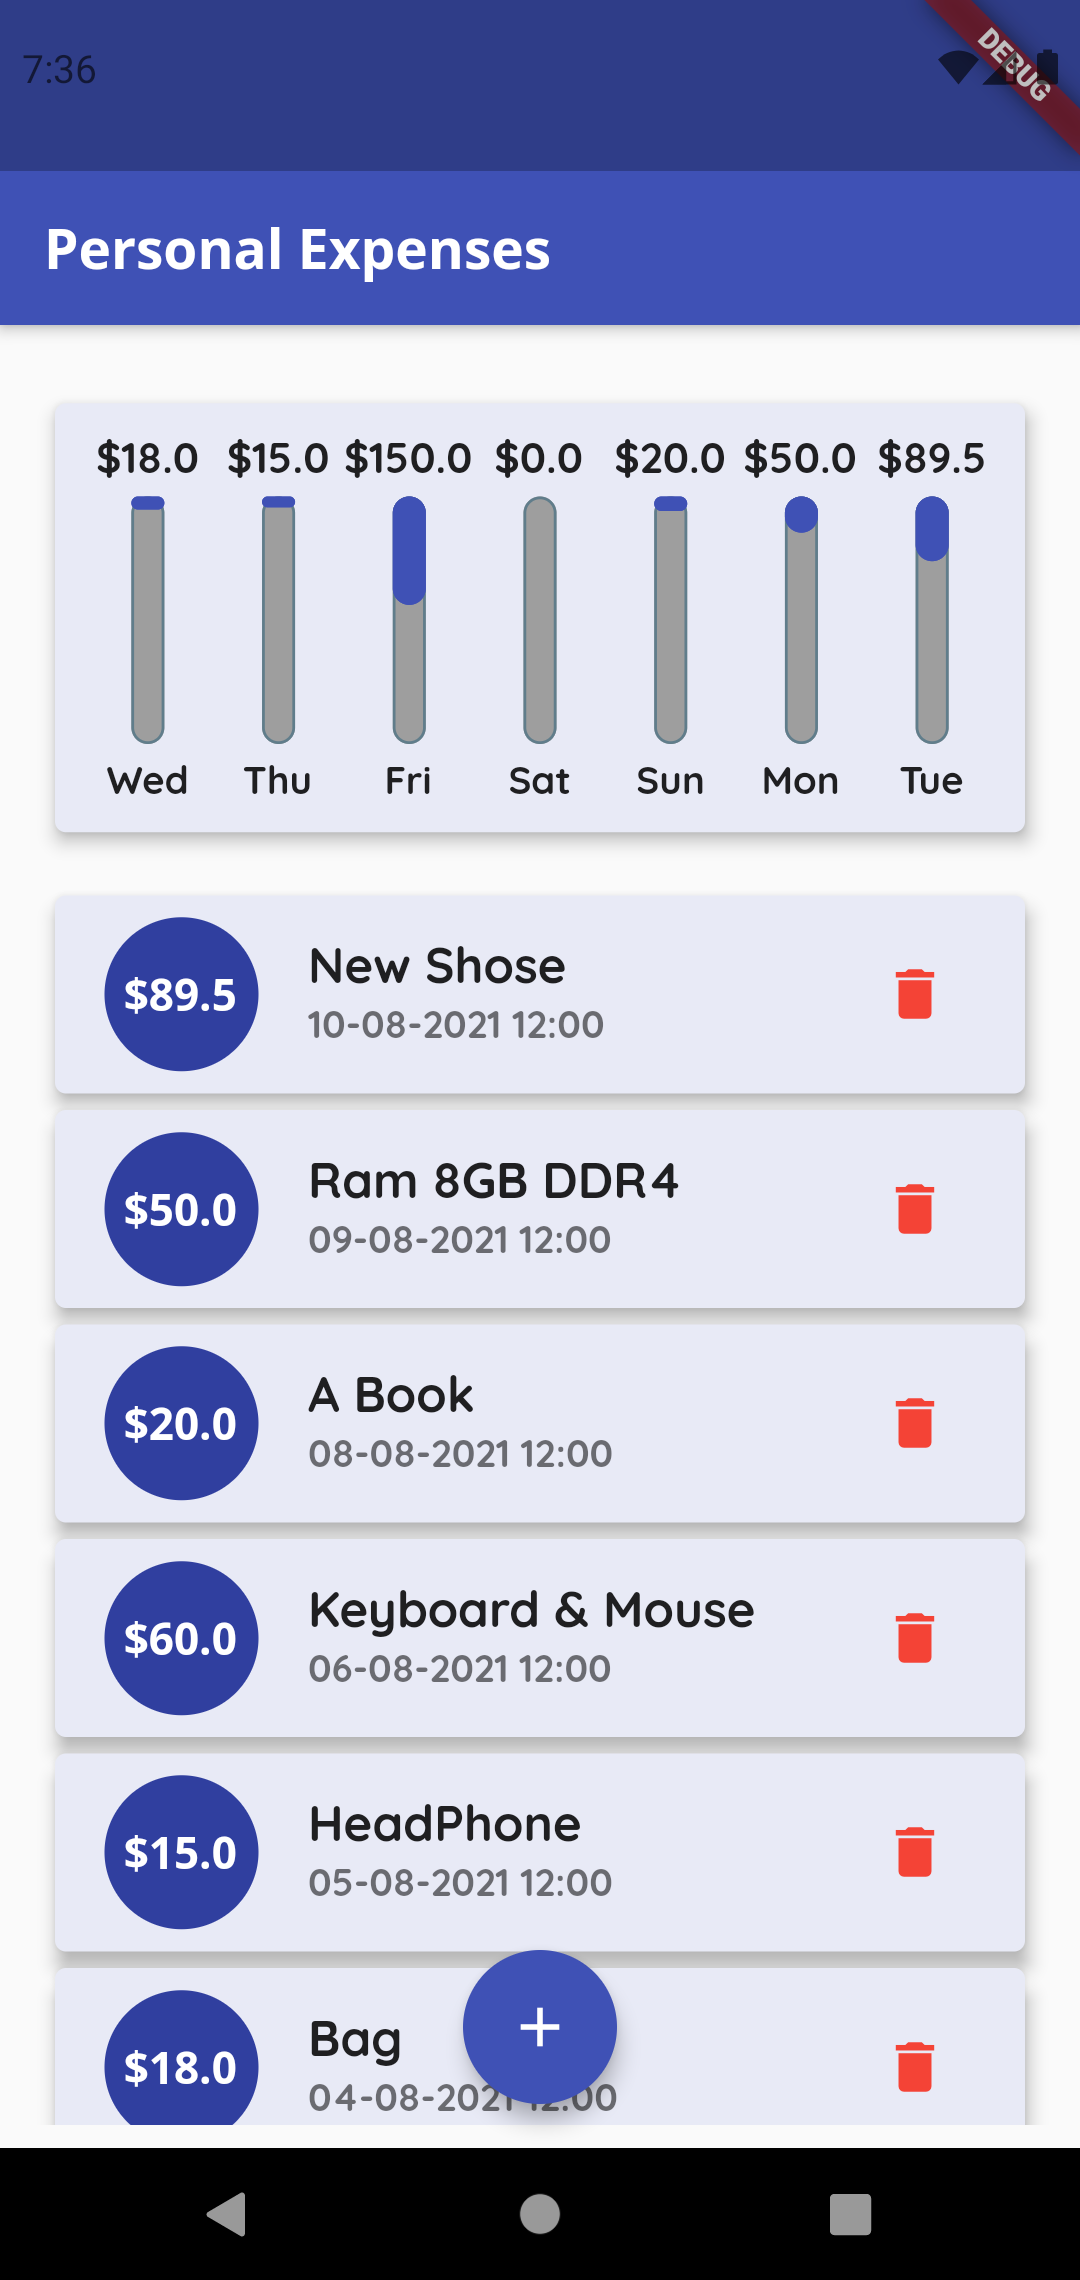 7:36
DEBUG
Personal Expenses
$18.0 $15.0 $150.0 $0.0 $20.0 $50.0 $89.5
Wed Thu Fri Sat Sun Mon Tue
$89.5
New Shose
10-08-2021 12:00
$50.0
Ram 8GB DDR4
09-08-2021 12:00
$20.0
A Book
08-08-2021 12:00
$60.0
Keyboard & Mouse
06-08-2021 12:00
$15.0
HeadPhone
05-08-2021 12:00
$18.0
Bag
04-08-2021 12:00